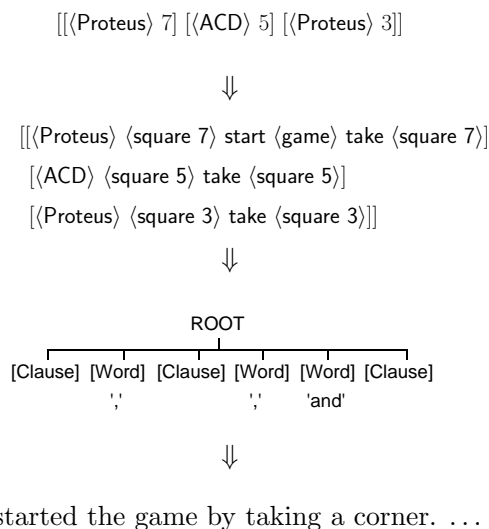 [[⟨Proteus⟩ 7] [⟨ACD⟩ 5] [⟨Proteus⟩ 3]]
⇓
[[⟨Proteus⟩ ⟨square 7⟩ start ⟨game⟩ take ⟨square 7⟩]
[⟨ACD⟩ ⟨square 5⟩ take ⟨square 5⟩]
[⟨Proteus⟩ ⟨square 3⟩ take ⟨square 3⟩]]
⇓
ROOT
[Clause] [Word] [Clause] [Word] [Word] [Clause]
',' ',' 'and'
⇓
started the game by taking a corner. ...